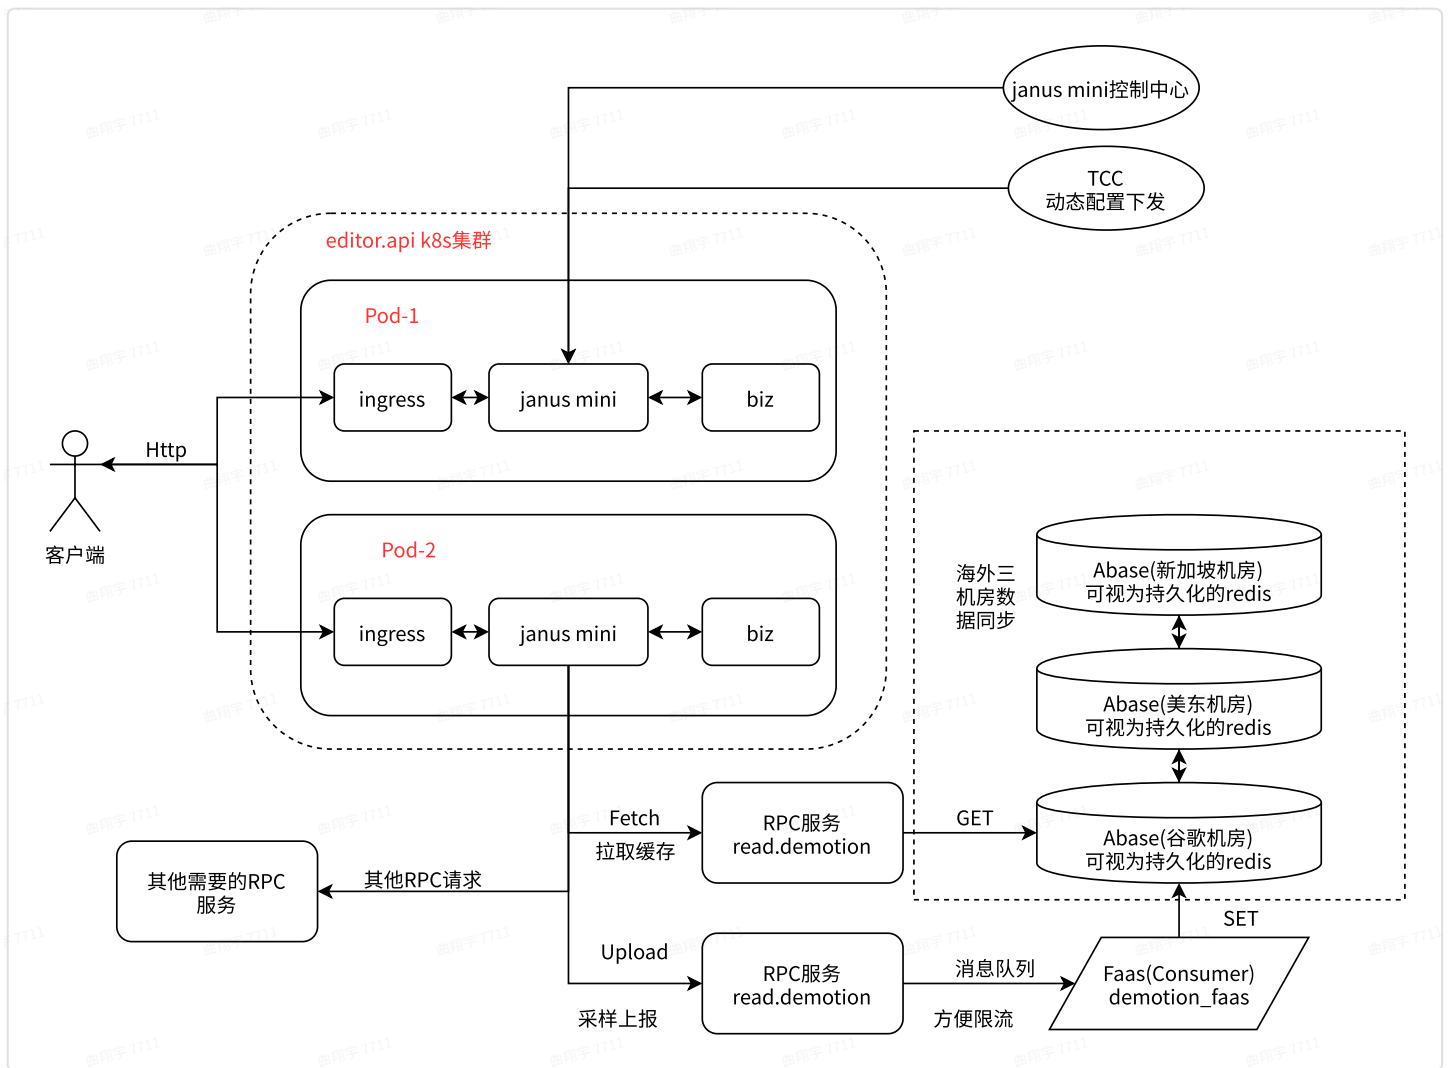 janus mini控制中心
TCC
动态配置下发
editor.api k8s集群
Pod-1
ingress
janus mini
biz
Http
客户端
Pod-2
ingress
janus mini
biz
海外三
机房数
据同步
Abase(新加坡机房)
可视为持久化的redis
Abase(美东机房)
可视为持久化的redis
Abase(谷歌机房)
可视为持久化的redis
Fetch
拉取缓存
RPC服务
read.demotion
GET
其他需要的RPC
服务
其他RPC请求
SET
Upload
采样上报
RPC服务
read.demotion
消息队列
方便限流
Faas(Consumer)
demotion_faas
曲翔宇 7711